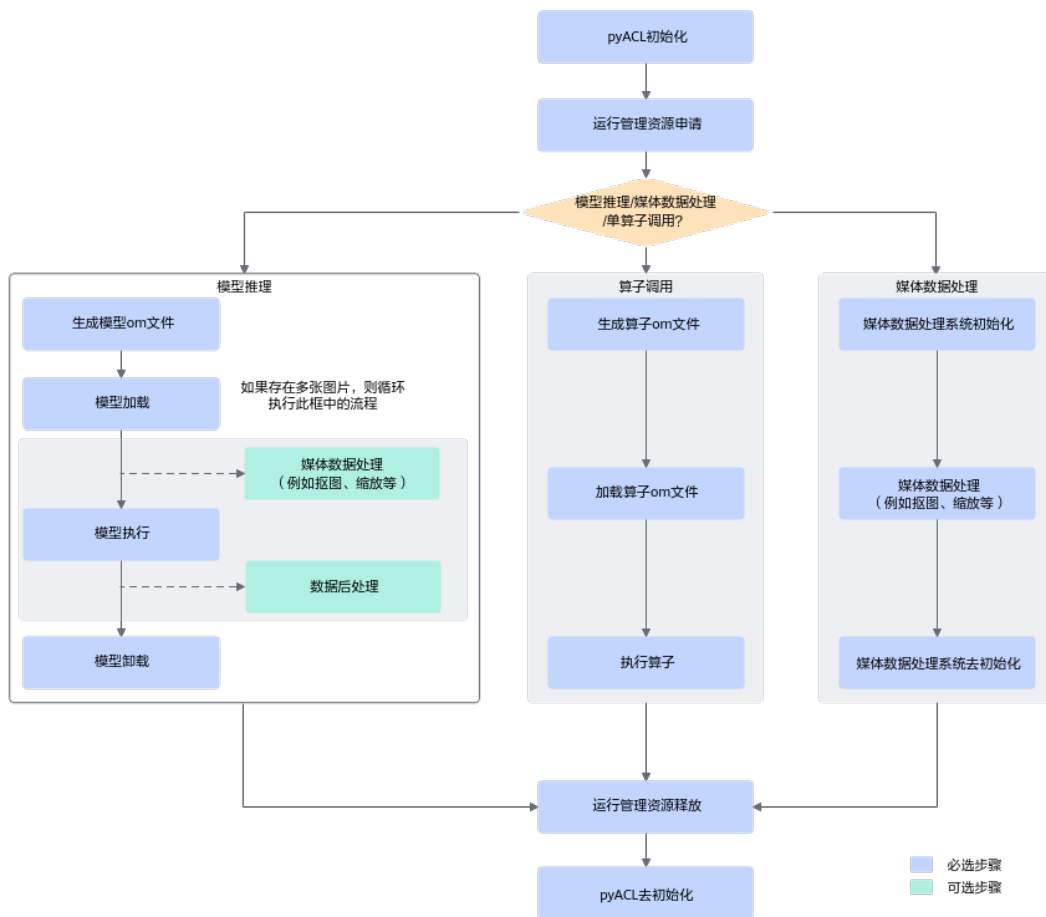 pyACL初始化
运行管理资源申请
模型推理/媒体数据处理
/单算子调用?
模型推理
生成模型om文件
模型加载
如果存在多张图片，则循环
执行此框中的流程
媒体数据处理
（例如抠图、缩放等）
模型执行
数据后处理
模型卸载
算子调用
生成算子om文件
加载算子om文件
执行算子
媒体数据处理
媒体数据处理系统初始化
媒体数据处理
（例如抠图、缩放等）
媒体数据处理系统去初始化
运行管理资源释放
pyACL去初始化
必选步骤
可选步骤